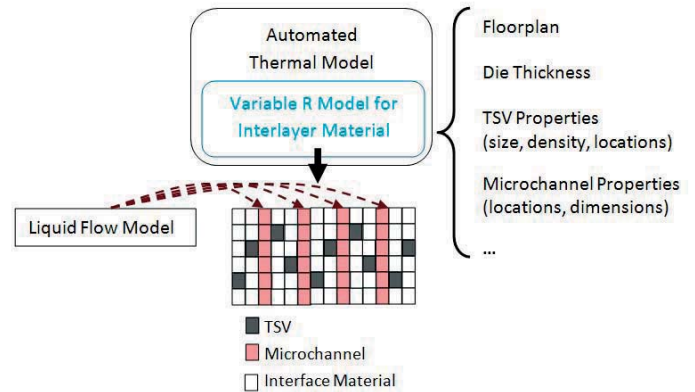 Automated
Thermal Model
Variable R Model for
Interlayer Material
Floorplan
Die Thickness
TSV Properties
(size, density, locations)
Microchannel Properties
(locations, dimensions)
...
Liquid Flow Model
TSV
Microchannel
Interface Material